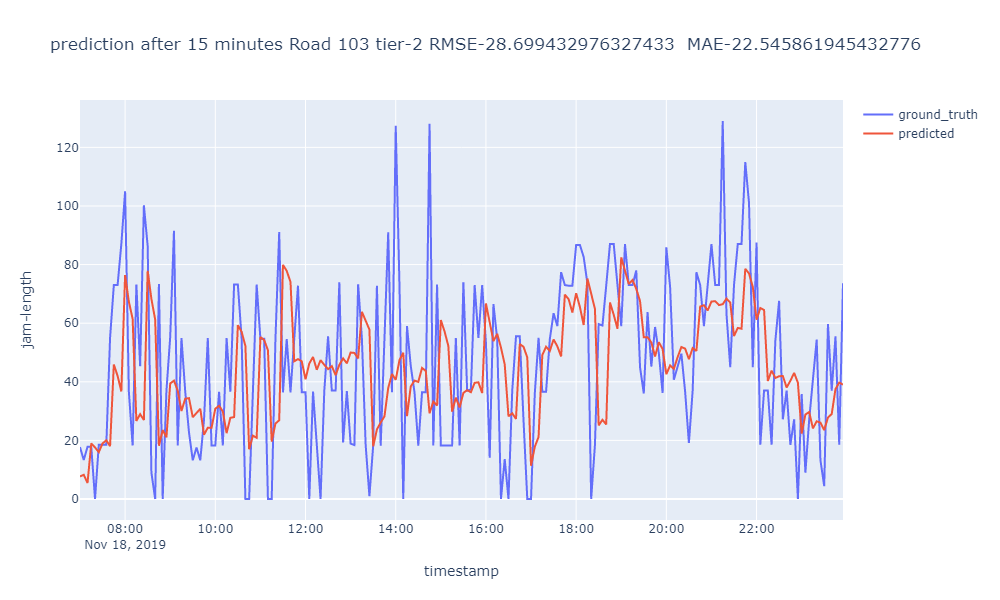 prediction after 15 minutes Road 103 tier-2 RMSE-28.699432976327433  MAE-22.545861945432776
ground_truth
predicted
120
100
80
60
40
20
0
jam-length
08:00 10:00 12:00 14:00 16:00 18:00 20:00 22:00
Nov 18, 2019
timestamp